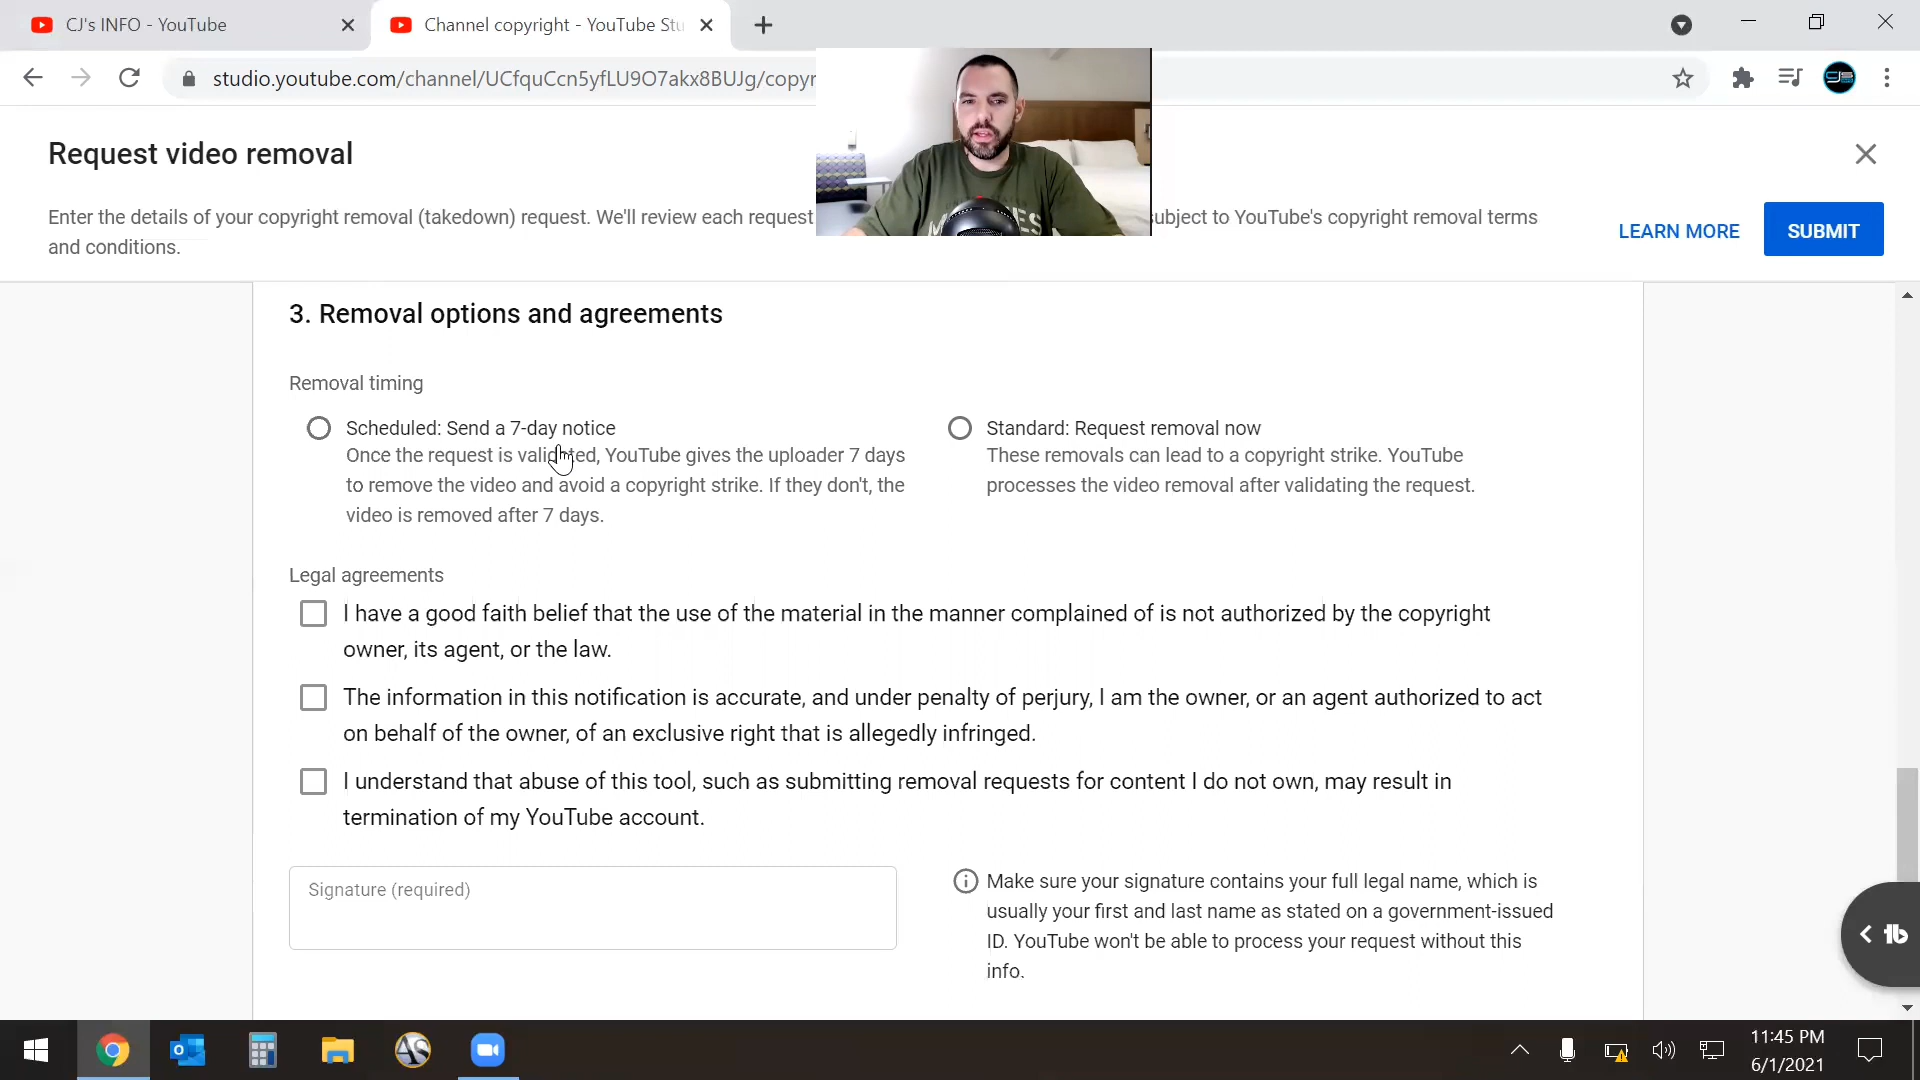 CJ's INFO - YouTube
Channel copyright - YouTube Stu
studio.youtube.com/channel/UCfquCcn5yfLU9O7akx8BUJg/copyr
Request video removal
Enter the details of your copyright removal (takedown) request. We'll review each request ubject to YouTube's copyright removal terms
and conditions.
LEARN MORE
SUBMIT
3. Removal options and agreements
Removal timing
Scheduled: Send a 7-day notice
Once the request is validated, YouTube gives the uploader 7 days
to remove the video and avoid a copyright strike. If they don't, the
video is removed after 7 days.
Standard: Request removal now
These removals can lead to a copyright strike. YouTube
processes the video removal after validating the request.
Legal agreements
I have a good faith belief that the use of the material in the manner complained of is not authorized by the copyright
owner, its agent, or the law.
The information in this notification is accurate, and under penalty of perjury, I am the owner, or an agent authorized to act
on behalf of the owner, of an exclusive right that is allegedly infringed.
I understand that abuse of this tool, such as submitting removal requests for content I do not own, may result in
termination of my YouTube account.
Signature (required)
Make sure your signature contains your full legal name, which is
usually your first and last name as stated on a government-issued
ID. YouTube won't be able to process your request without this
info.
11:45 PM
6/1/2021